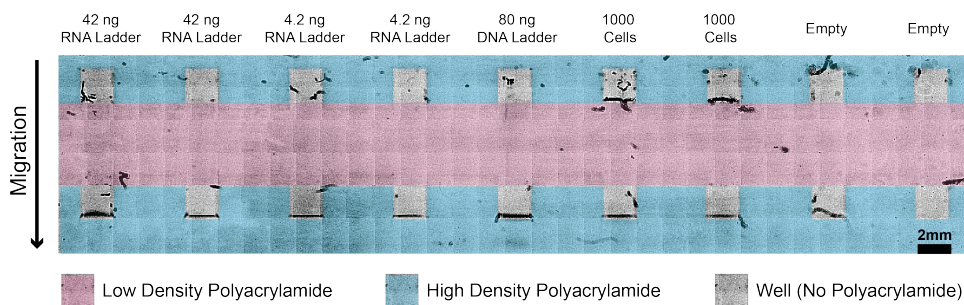 42 ng
RNA Ladder
42 ng
RNA Ladder
4.2 ng
RNA Ladder
4.2 ng
RNA Ladder
80 ng
DNA Ladder
1000
Cells
1000
Cells
Empty
Empty
Migration
2mm
Low Density Polyacrylamide
High Density Polyacrylamide
Well (No Polyacrylamide)